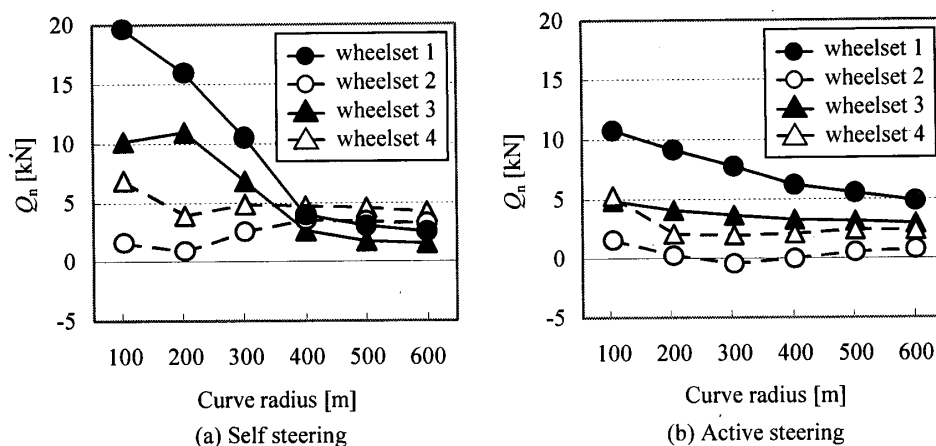 20
15
10
5
0
-5
Qn [kN]
wheelset 1
wheelset 2
wheelset 3
wheelset 4
100 200 300 400 500 600
Curve radius [m]
(a) Self steering
20
15
10
5
0
-5
Qn [kN]
wheelset 1
wheelset 2
wheelset 3
wheelset 4
100 200 300 400 500 600
Curve radius [m]
(b) Active steering